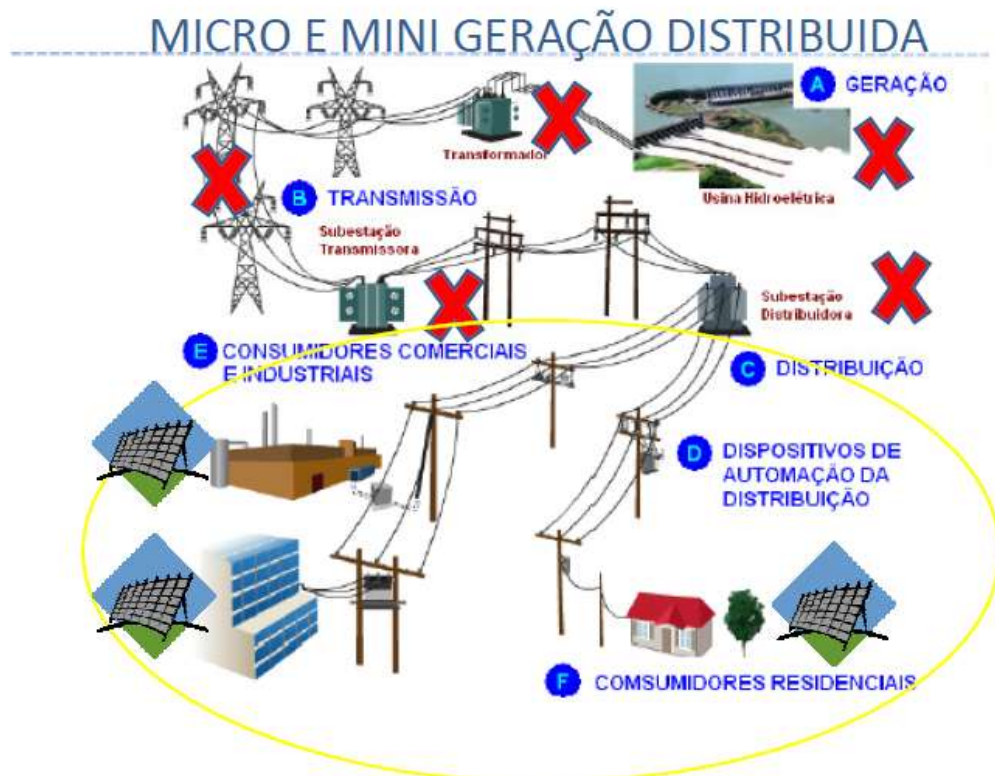 MICRO E MINI GERAÇÃO DISTRIBUIDA
A GERAÇÃO
Transformador
Usina Hidroelétrica
B TRANSMISSÃO
Subestação
Transmissora
Subestação
Distribuidora
E CONSUMIDORES COMERCIAIS
E INDUSTRIAIS
C DISTRIBUIÇÃO
D DISPOSITIVOS DE
AUTOMAÇÃO DA
DISTRIBUIÇÃO
F COMSUMIDORES RESIDENCIAIS